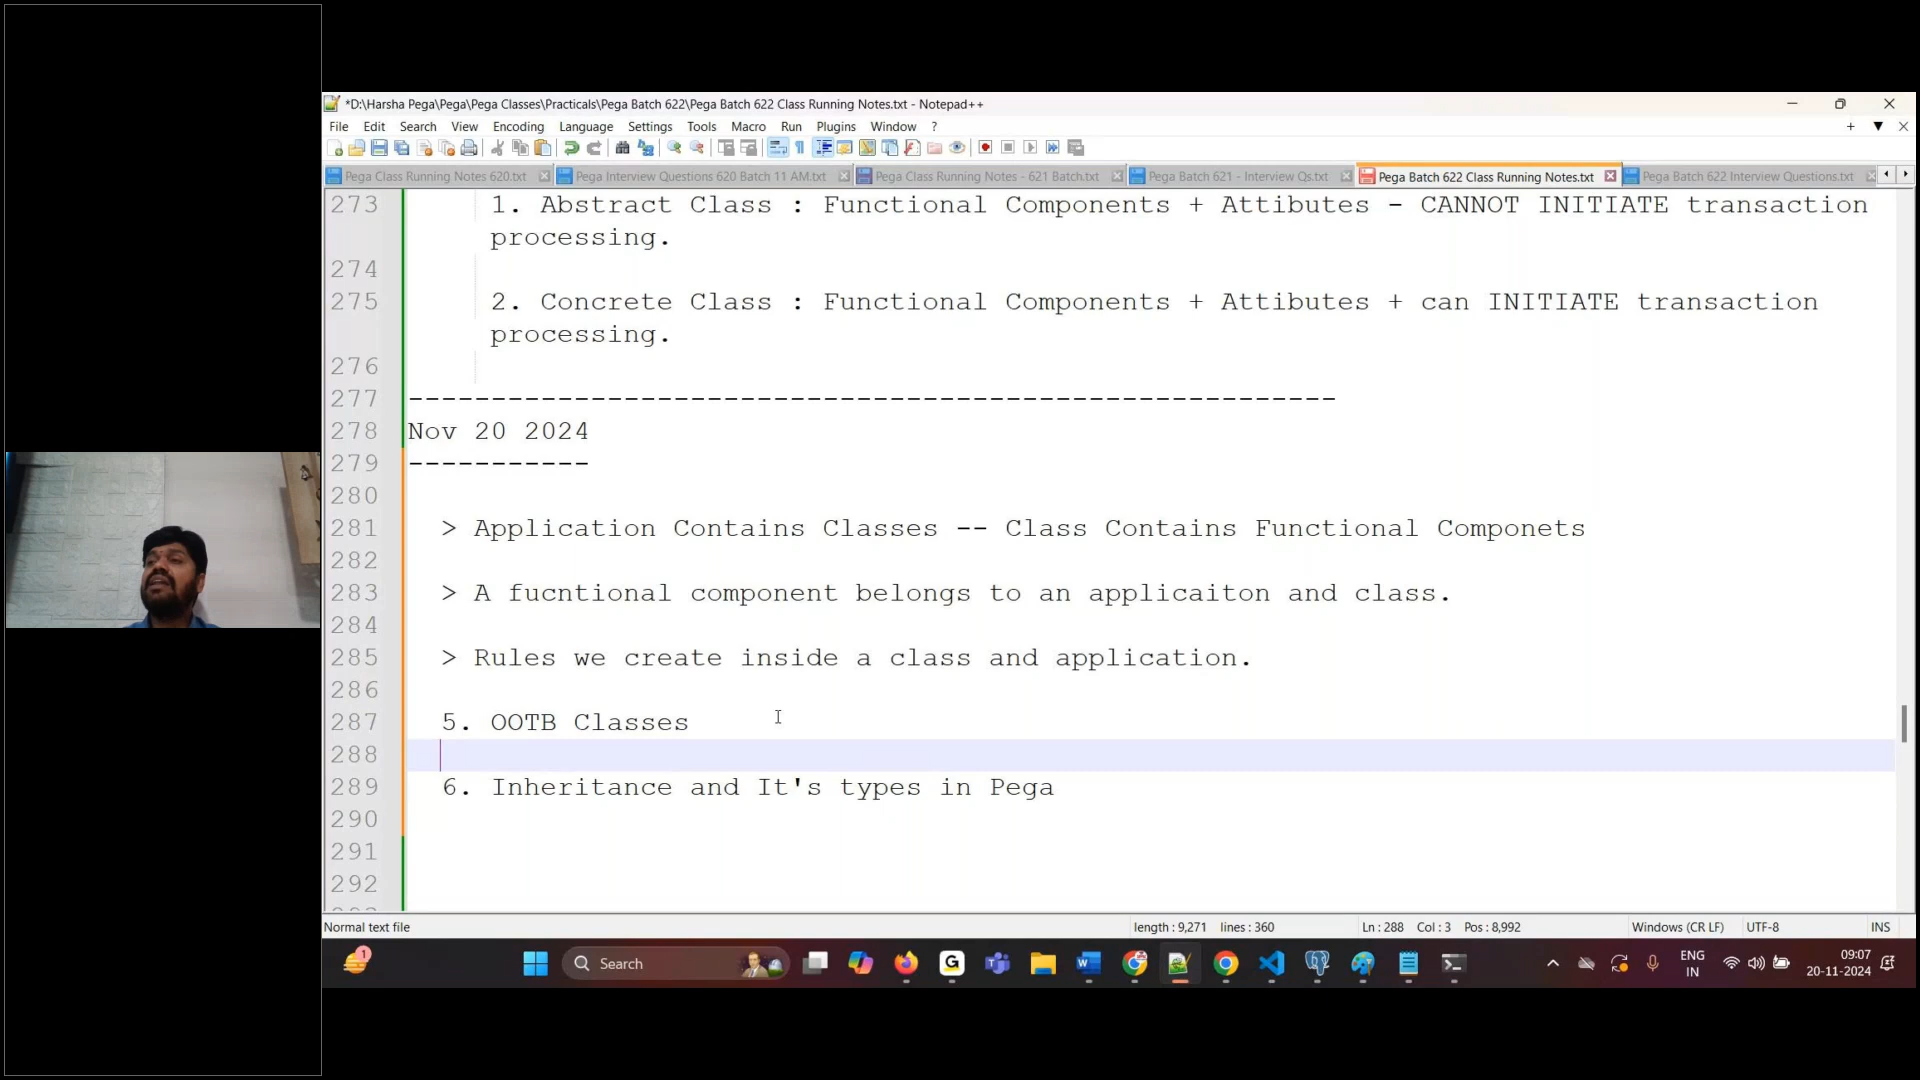 *D:\Harsha Pega\Pega\Pega Classes\Practicals\Pega Batch 622\Pega Batch 622 Class Running Notes.txt - Notepad++
File Edit Search View Encoding Language Settings Tools Macro Run Plugins Window ?
Pega Class Running Notes 620.txt Pega Interview Questions 620 Batch 11 AM.txt Pega Class Running Notes - 621 Batch.txt Pega Batch 621 - Interview Qs.txt Pega Batch 622 Class Running Notes.txt Pega Batch 622 Interview Questions.txt
273 1. Abstract Class : Functional Components + Attibutes - CANNOT INITIATE transaction
processing.
274
275 2. Concrete Class : Functional Components + Attibutes + can INITIATE transaction
processing.
276
277 --------------------------------------------------------
278 Nov 20 2024
279 -----------
280
281 > Application Contains Classes -- Class Contains Functional Componets
282
283 > A fucntional component belongs to an applicaiton and class.
284
285 > Rules we create inside a class and application.
286
287 5. OOTB Classes
288
289 6. Inheritance and It's types in Pega
290
291
292
Normal text file length : 9,271 lines : 360 Ln : 288 Col : 3 Pos : 8,992 Windows (CR LF) UTF-8 INS
1 Search ENG IN 09:07 20-11-2024